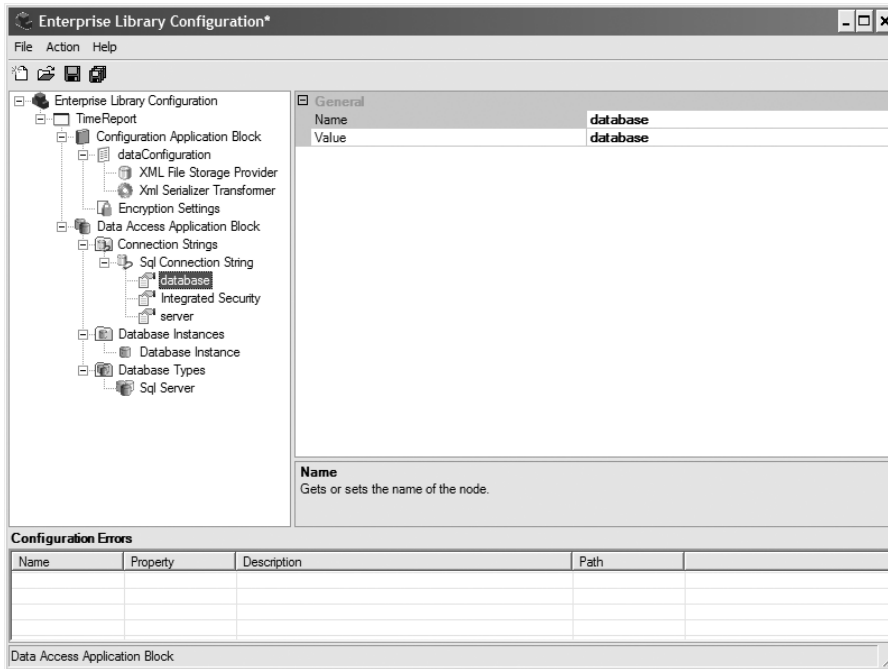 Enterprise Library Configuration*
File Action Help
Enterprise Library Configuration
TimeReport
Configuration Application Block
dataConfiguration
XML File Storage Provider
Xml Serializer Transformer
Encryption Settings
Data Access Application Block
Connection Strings
Sql Connection String
database
Integrated Security
server
Database Instances
Database Instance
Database Types
Sql Server
General
Name database
Value database
Name
Gets or sets the name of the node.
Configuration Errors
Name Property Description Path
Data Access Application Block